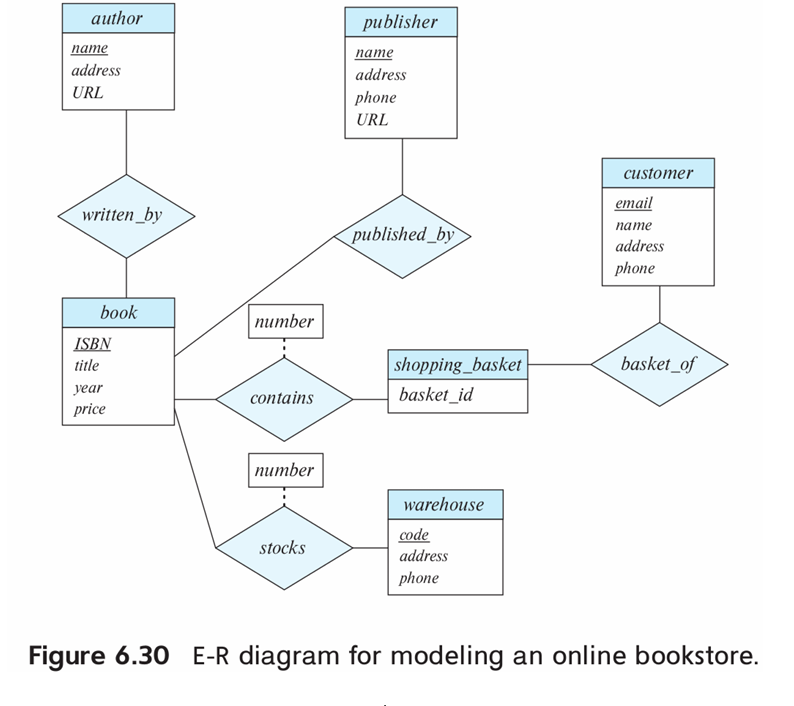 author
name
address
URL
publisher
name
address
phone
URL
customer
email
name
address
phone
written_by
published_by
book
ISBN
title
year
price
number
contains
shopping_basket
basket_id
basket_of
number
stocks
warehouse
code
address
phone
Figure 6.30 E-R diagram for modeling an online bookstore.